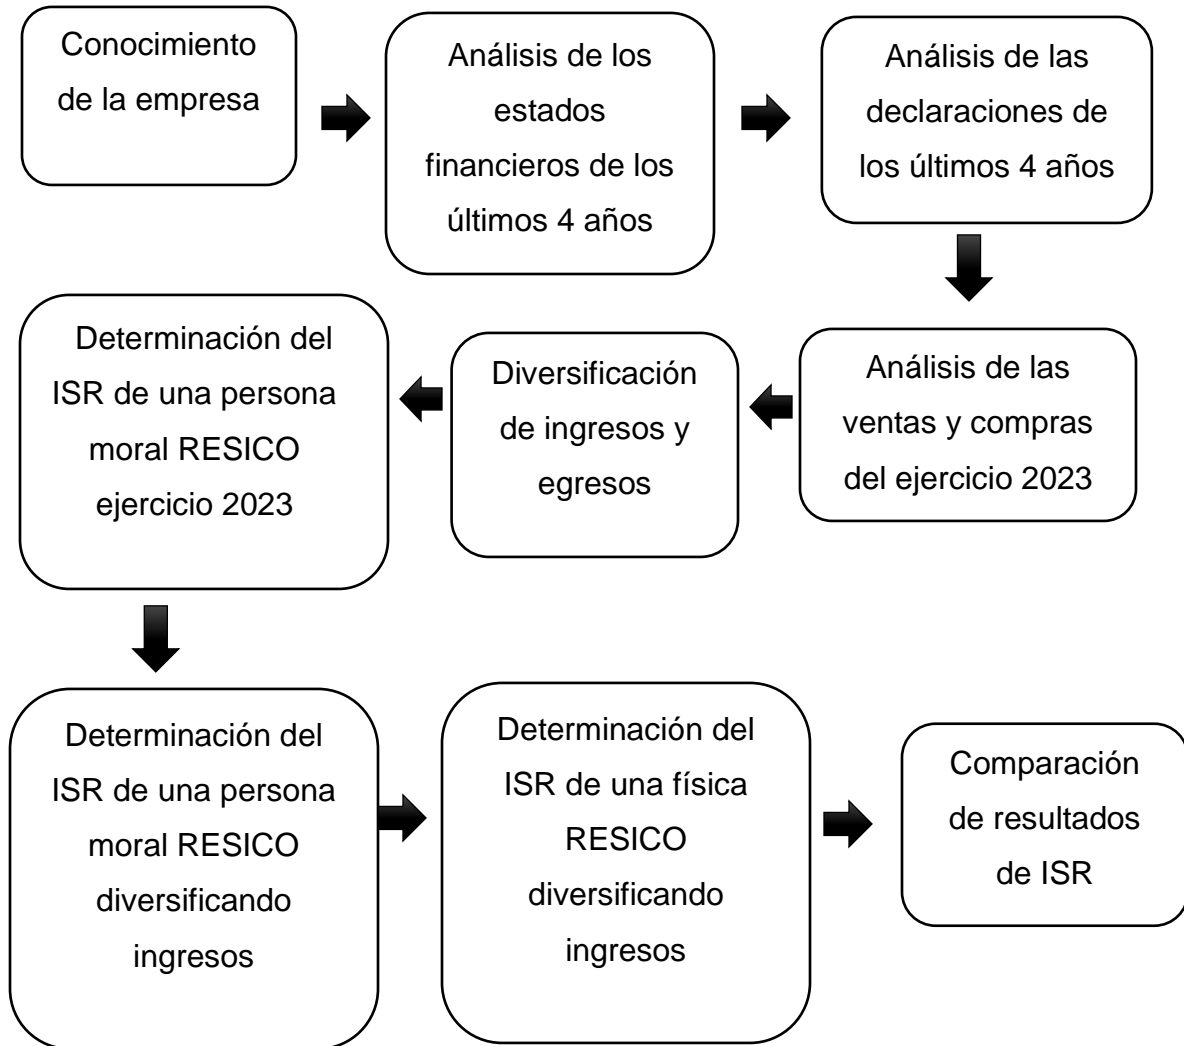 Conocimiento
de la empresa
Análisis de los
estados
financieros de los
últimos 4 años
Análisis de las
declaraciones de
los últimos 4 años
Análisis de las
ventas y compras
del ejercicio 2023
Diversificación
de ingresos y
egresos
Determinación del
ISR de una persona
moral RESICO
ejercicio 2023
Determinación del
ISR de una persona
moral RESICO
diversificando
ingresos
Determinación del
ISR de una física
RESICO
diversificando
ingresos
Comparación
de resultados
de ISR